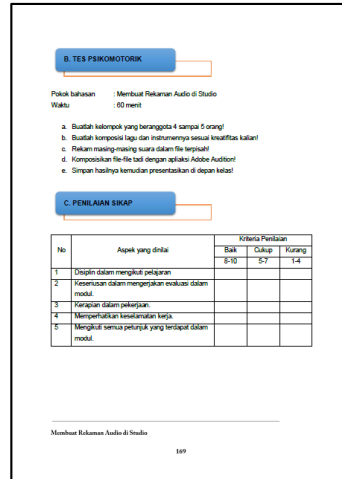 B. TES PSIKOMOTORIK
Pokok bahasan : Membuat Rekaman Audio di Studio
Waktu : 60 menit
a. Buatlah kelompok yang beranggota 4 sampai 5 orang!
b. Buatlah komposisi lagu dan instrumennya sesuai kreatifitas kalian!
c. Rekam masing-masing suara dalam file terpisah!
d. Komposisikan file-file tadi dengan apliaksi Adobe Audition!
e. Simpan hasilnya kemudian presentasikan di depan kelas!
C. PENILAIAN SIKAP
No Aspek yang dinilai Kriteria Penilaian
Baik Cukup Kurang
8-10 5-7 1-4
1 Disiplin dalam mengikuti pelajaran
2 Keseriusan dalam mengerjakan evaluasi dalam
modul.
3 Kerapian dalam pekerjaan.
4 Memperhatikan keselamatan kerja.
5 Mengikuti semua petunjuk yang terdapat dalam
modul.
Membuat Rekaman Audio di Studio
169